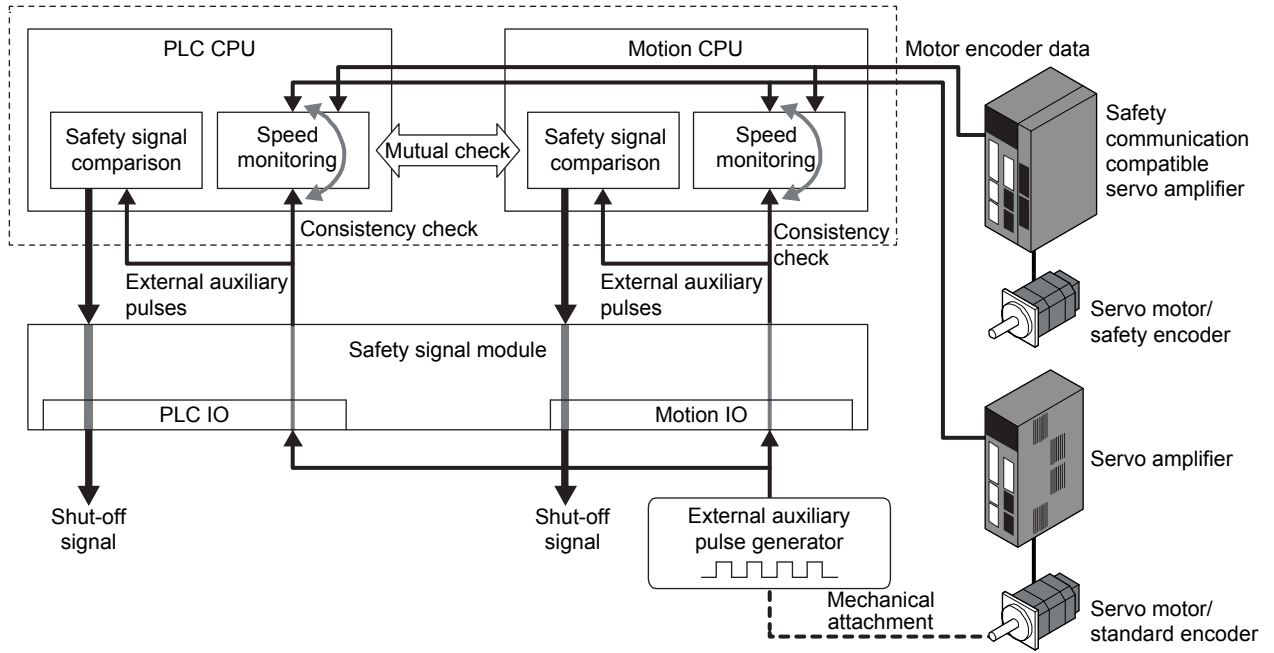 PLC CPU
Motion CPU
Motor encoder data
Safety signal
comparison
Speed
monitoring
Mutual check
Safety signal
comparison
Speed
monitoring
Safety
communication
compatible
servo amplifier
Consistency check
Consistency
check
External auxiliary
pulses
External auxiliary
pulses
Servo motor/
safety encoder
Safety signal module
PLC IO
Motion IO
Servo amplifier
Shut-off
signal
Shut-off
signal
External auxiliary
pulse generator
Mechanical
attachment
Servo motor/
standard encoder